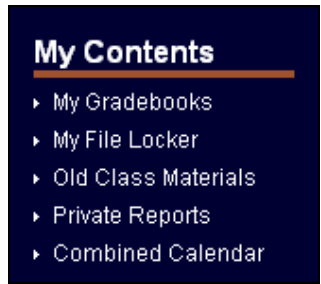 My Contents
My Gradebooks
My File Locker
Old Class Materials
Private Reports
Combined Calendar